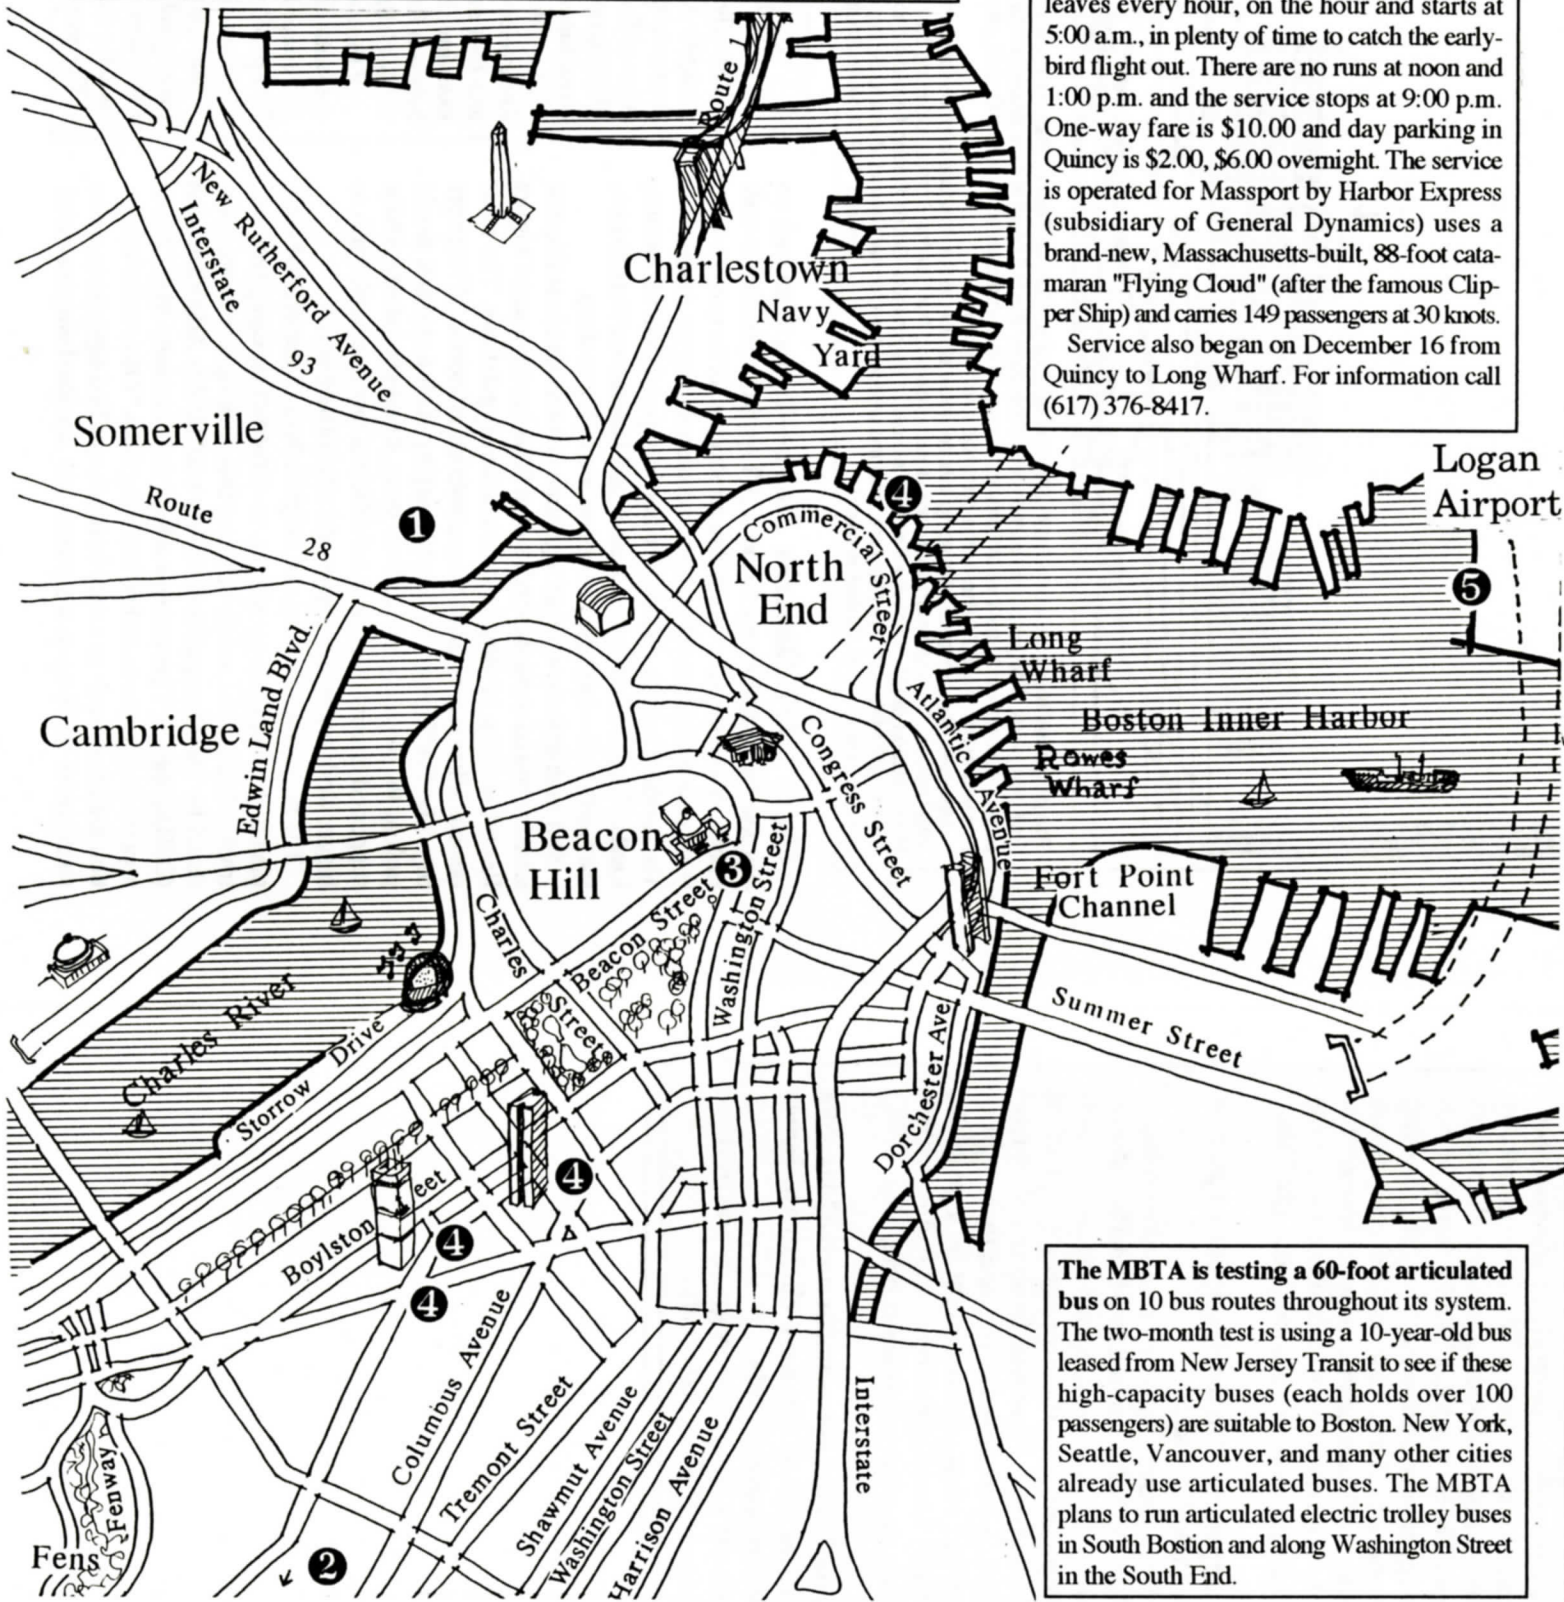 leaves every hour, on the hour and starts at
5:00 a.m., in plenty of time to catch the early-
bird flight out. There are no runs at noon and
1:00 p.m. and the service stops at 9:00 p.m.
One-way fare is $10.00 and day parking in
Quincy is $2.00, $6.00 overnight. The service
is operated for Massport by Harbor Express
(subsidiary of General Dynamics) uses a
brand-new, Massachusetts-built, 88-foot cata-
maran "Flying Cloud" (after the famous Clip-
per Ship) and carries 149 passengers at 30 knots.
Service also began on December 16 from
Quincy to Long Wharf. For information call
(617) 376-8417.
Route 1
New Rutherford Avenue
Interstate
93
Charlestown
Navy
Yard
Somerville
Route
28
1
4
Logan
Airport
5
Commercial Street
North
End
Long
Wharf
Edwin Land Blvd.
Cambridge
Atlantic
Avenue
Boston Inner Harbor
Rowes
Wharf
Congress Street
Beacon
Hill
3
Charles
Street
Beacon Street
Washington Street
Fort Point
Channel
Charles River
Storrow Drive
Summer Street
Dorchester Ave.
4
Boylston
eet
4
4
Columbus Avenue
Tremont Street
Shawmut Avenue
Washington Street
Harrison Avenue
Interstate
Fenway
Fens
2
The MBTA is testing a 60-foot articulated
bus on 10 bus routes throughout its system.
The two-month test is using a 10-year-old bus
leased from New Jersey Transit to see if these
high-capacity buses (each holds over 100
passengers) are suitable to Boston. New York,
Seattle, Vancouver, and many other cities
already use articulated buses. The MBTA
plans to run articulated electric trolley buses
in South Bostion and along Washington Street
in the South End.